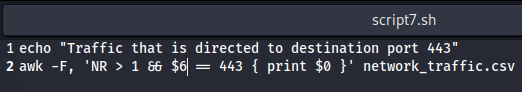 script7.sh
1 echo "Traffic that is directed to destination port 443"
2 awk -F, 'NR > 1 && $6 == 443 { print $0 }' network_traffic.csv